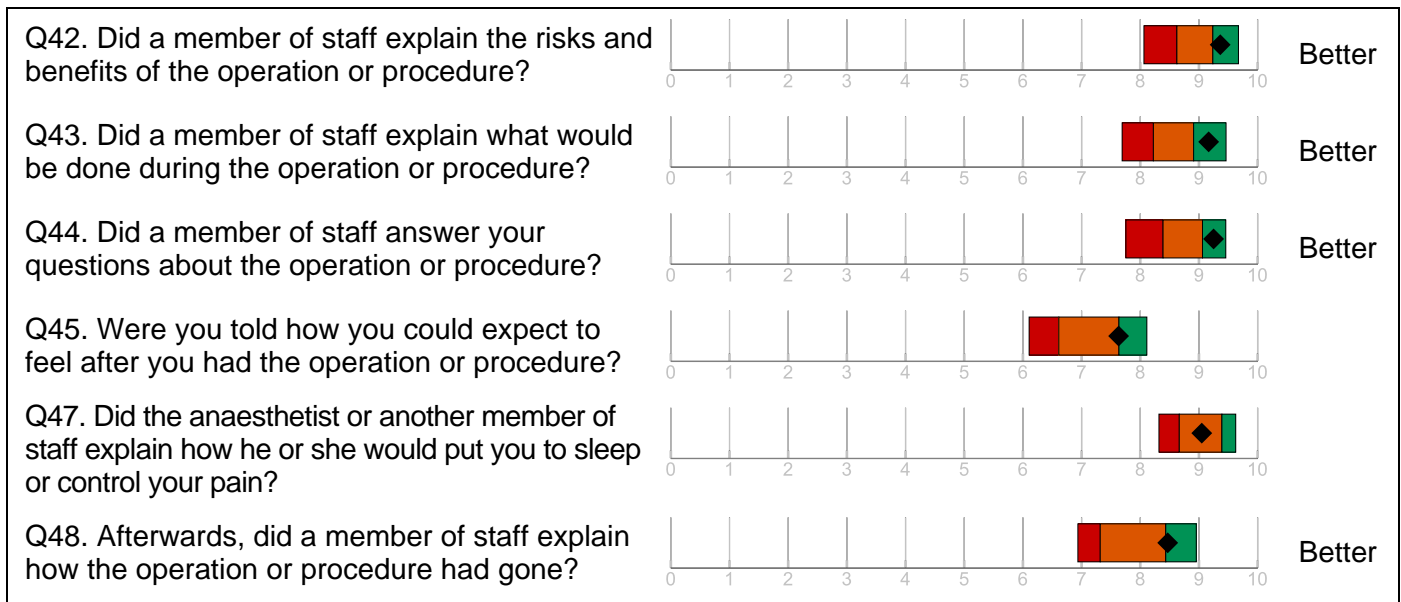 Q42. Did a member of staff explain the risks and
benefits of the operation or procedure?
Better
0 1 2 3 4 5 6 7 8 9 10
Q43. Did a member of staff explain what would
be done during the operation or procedure?
Better
0 1 2 3 4 5 6 7 8 9 10
Q44. Did a member of staff answer your
questions about the operation or procedure?
Better
0 1 2 3 4 5 6 7 8 9 10
Q45. Were you told how you could expect to
feel after you had the operation or procedure?
0 1 2 3 4 5 6 7 8 9 10
Q47. Did the anaesthetist or another member of
staff explain how he or she would put you to sleep
or control your pain?
0 1 2 3 4 5 6 7 8 9 10
Q48. Afterwards, did a member of staff explain
how the operation or procedure had gone?
Better
0 1 2 3 4 5 6 7 8 9 10